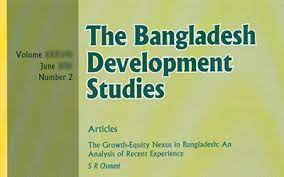 The Bangladesh
Development
Studies
Volume
June
Number 2
Articles
The Growth-Equity Nexus in Bangladesh: An
Analysis of Recent Experience
S R Osmani